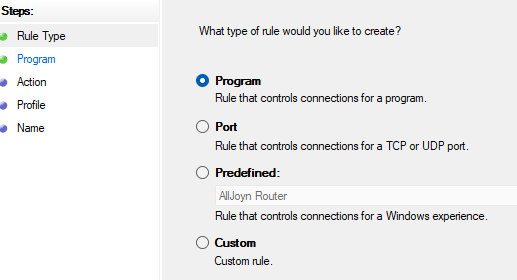 Steps:
Rule Type
Program
Action
Profile
Name
What type of rule would you like to create?
Program
Rule that controls connections for a program.
Port
Rule that controls connections for a TCP or UDP port.
Predefined:
AllJoyn Router
Rule that controls connections for a Windows experience.
Custom
Custom rule.